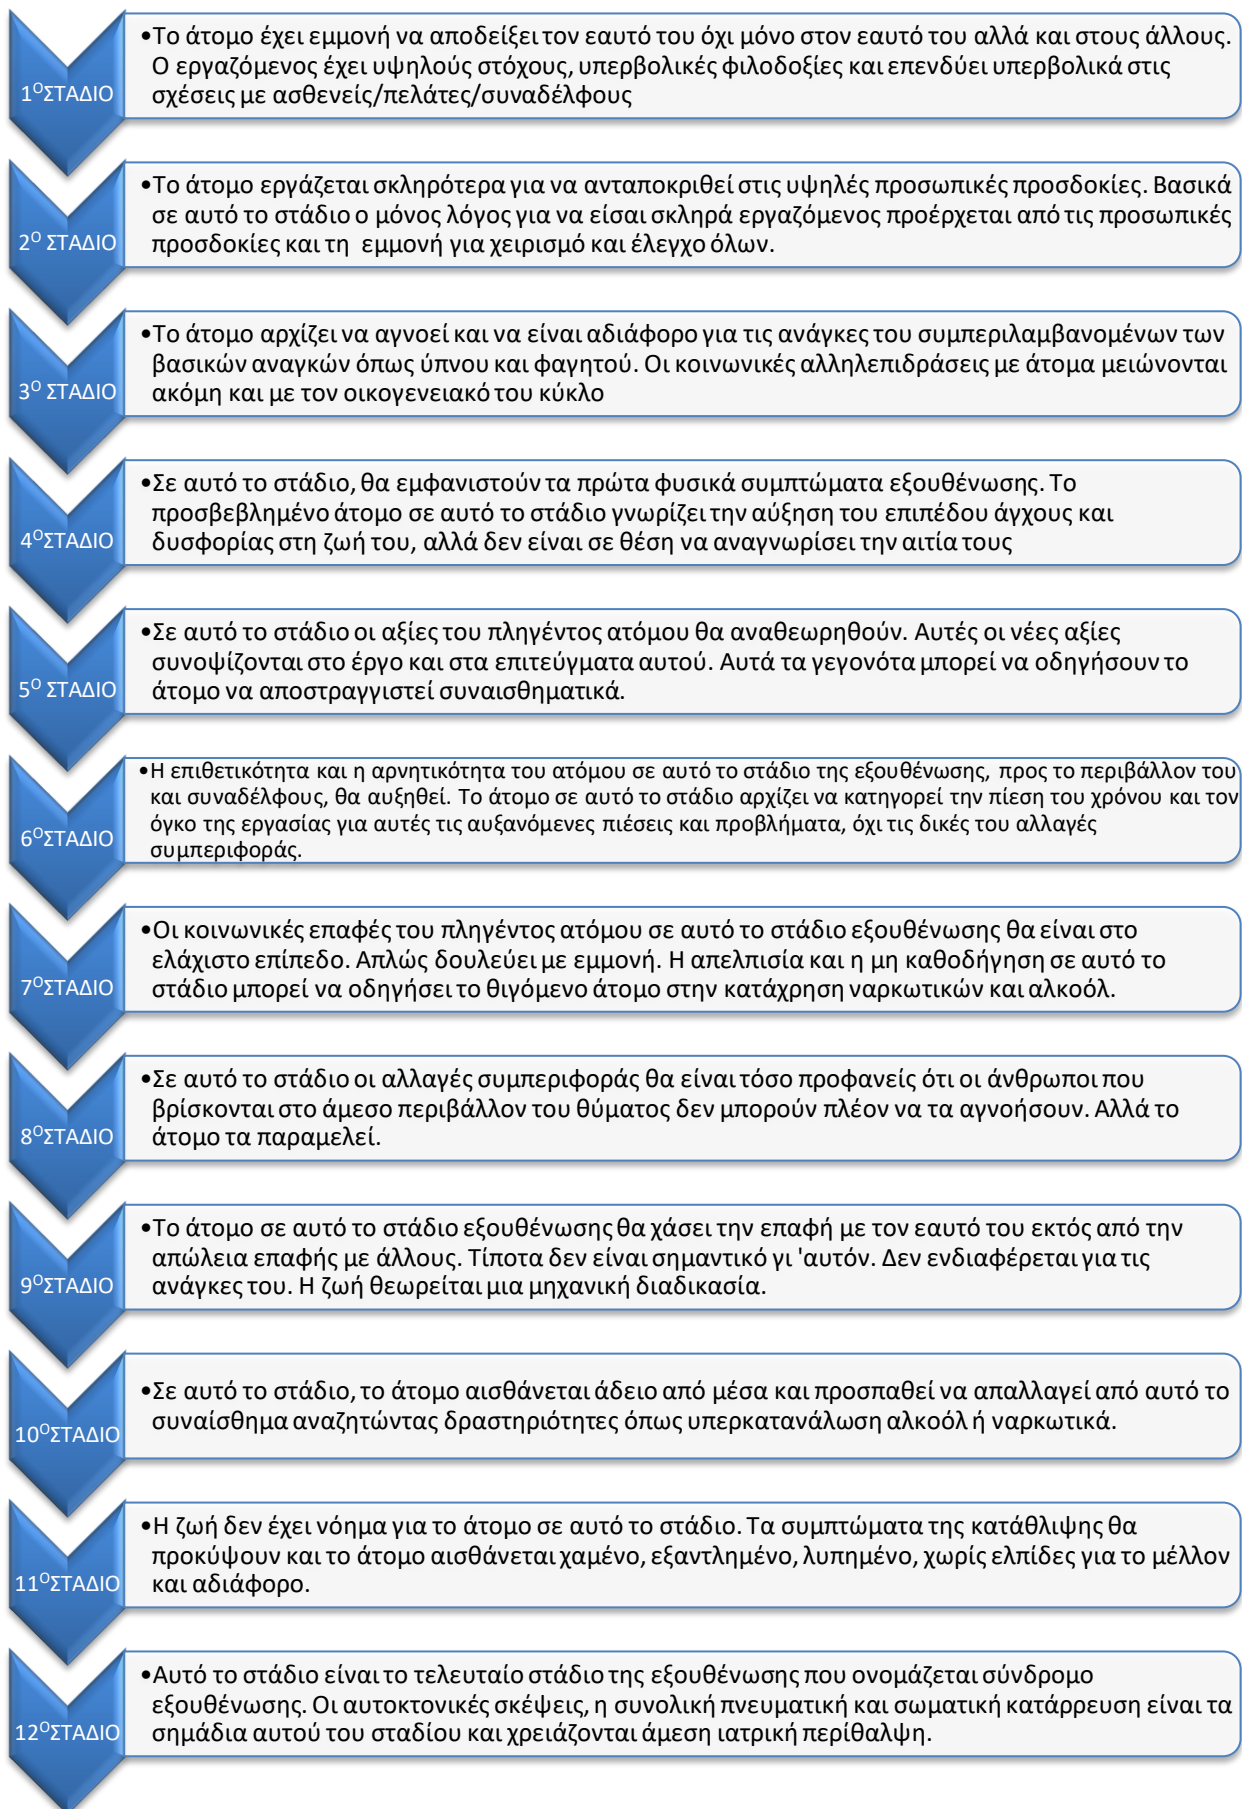 •Το άτομο έχει εμμονή να αποδείξει τον εαυτό του όχι μόνο στον εαυτό του αλλά και στους άλλους.
Ο εργαζόμενος έχει υψηλούς στόχους, υπερβολικές φιλοδοξίες και επενδύει υπερβολικά στις
σχέσεις με ασθενείς/πελάτες/συναδέλφους
1ᴼΣΤΑΔΙΟ
•Το άτομο εργάζεται σκληρότερα για να ανταποκριθεί στις υψηλές προσωπικές προσδοκίες. Βασικά
σε αυτό το στάδιο ο μόνος λόγος για να είσαι σκληρά εργαζόμενος προέρχεται από τις προσωπικές
προσδοκίες και τη εμμονή για χειρισμό και έλεγχο όλων.
2ᴼ ΣΤΑΔΙΟ
•Το άτομο αρχίζει να αγνοεί και να είναι αδιάφορο για τις ανάγκες του συμπεριλαμβανομένων των
βασικών αναγκών όπως ύπνου και φαγητού. Οι κοινωνικές αλληλεπιδράσεις με άτομα μειώνονται
ακόμη και με τον οικογενειακό του κύκλο
3ᴼ ΣΤΑΔΙΟ
•Σε αυτό το στάδιο, θα εμφανιστούν τα πρώτα φυσικά συμπτώματα εξουθένωσης. Το
προσβεβλημένο άτομο σε αυτό το στάδιο γνωρίζει την αύξηση του επιπέδου άγχους και
δυσφορίας στη ζωή του, αλλά δεν είναι σε θέση να αναγνωρίσει την αιτία τους
4ᴼΣΤΑΔΙΟ
•Σε αυτό το στάδιο οι αξίες του πληγέντος ατόμου θα αναθεωρηθούν. Αυτές οι νέες αξίες
συνοψίζονται στο έργο και στα επιτεύγματα αυτού. Αυτά τα γεγονότα μπορεί να οδηγήσουν το
άτομο να αποστραγγιστεί συναισθηματικά.
5ᴼ ΣΤΑΔΙΟ
•Η επιθετικότητα και η αρνητικότητα του ατόμου σε αυτό το στάδιο της εξουθένωσης, προς το περιβάλλον του
και συναδέλφους, θα αυξηθεί. Το άτομο σε αυτό το στάδιο αρχίζει να κατηγορεί την πίεση του χρόνου και τον
όγκο της εργασίας για αυτές τις αυξανόμενες πιέσεις και προβλήματα, όχι τις δικές του αλλαγές
συμπεριφοράς.
6ᴼΣΤΑΔΙΟ
•Οι κοινωνικές επαφές του πληγέντος ατόμου σε αυτό το στάδιο εξουθένωσης θα είναι στο
ελάχιστο επίπεδο. Απλώς δουλεύει με εμμονή. Η απελπισία και η μη καθοδήγηση σε αυτό το
στάδιο μπορεί να οδηγήσει το θιγόμενο άτομο στην κατάχρηση ναρκωτικών και αλκοόλ.
7ᴼΣΤΑΔΙΟ
•Σε αυτό το στάδιο οι αλλαγές συμπεριφοράς θα είναι τόσο προφανείς ότι οι άνθρωποι που
βρίσκονται στο άμεσο περιβάλλον του θύματος δεν μπορούν πλέον να τα αγνοήσουν. Αλλά το
άτομο τα παραμελεί.
8ᴼΣΤΑΔΙΟ
•Το άτομο σε αυτό το στάδιο εξουθένωσης θα χάσει την επαφή με τον εαυτό του εκτός από την
απώλεια επαφής με άλλους. Τίποτα δεν είναι σημαντικό γι 'αυτόν. Δεν ενδιαφέρεται για τις
ανάγκες του. Η ζωή θεωρείται μια μηχανική διαδικασία.
9ᴼΣΤΑΔΙΟ
•Σε αυτό το στάδιο, το άτομο αισθάνεται άδειο από μέσα και προσπαθεί να απαλλαγεί από αυτό το
συναίσθημα αναζητώντας δραστηριότητες όπως υπερκατανάλωση αλκοόλ ή ναρκωτικά.
10ᴼΣΤΑΔΙΟ
•Η ζωή δεν έχει νόημα για το άτομο σε αυτό το στάδιο. Τα συμπτώματα της κατάθλιψης θα
προκύψουν και το άτομο αισθάνεται χαμένο, εξαντλημένο, λυπημένο, χωρίς ελπίδες για το μέλλον
και αδιάφορο.
11ᴼΣΤΑΔΙΟ
•Αυτό το στάδιο είναι το τελευταίο στάδιο της εξουθένωσης που ονομάζεται σύνδρομο
εξουθένωσης. Οι αυτοκτονικές σκέψεις, η συνολική πνευματική και σωματική κατάρρευση είναι τα
σημάδια αυτού του σταδίου και χρειάζονται άμεση ιατρική περίθαλψη.
12ᴼΣΤΑΔΙΟ